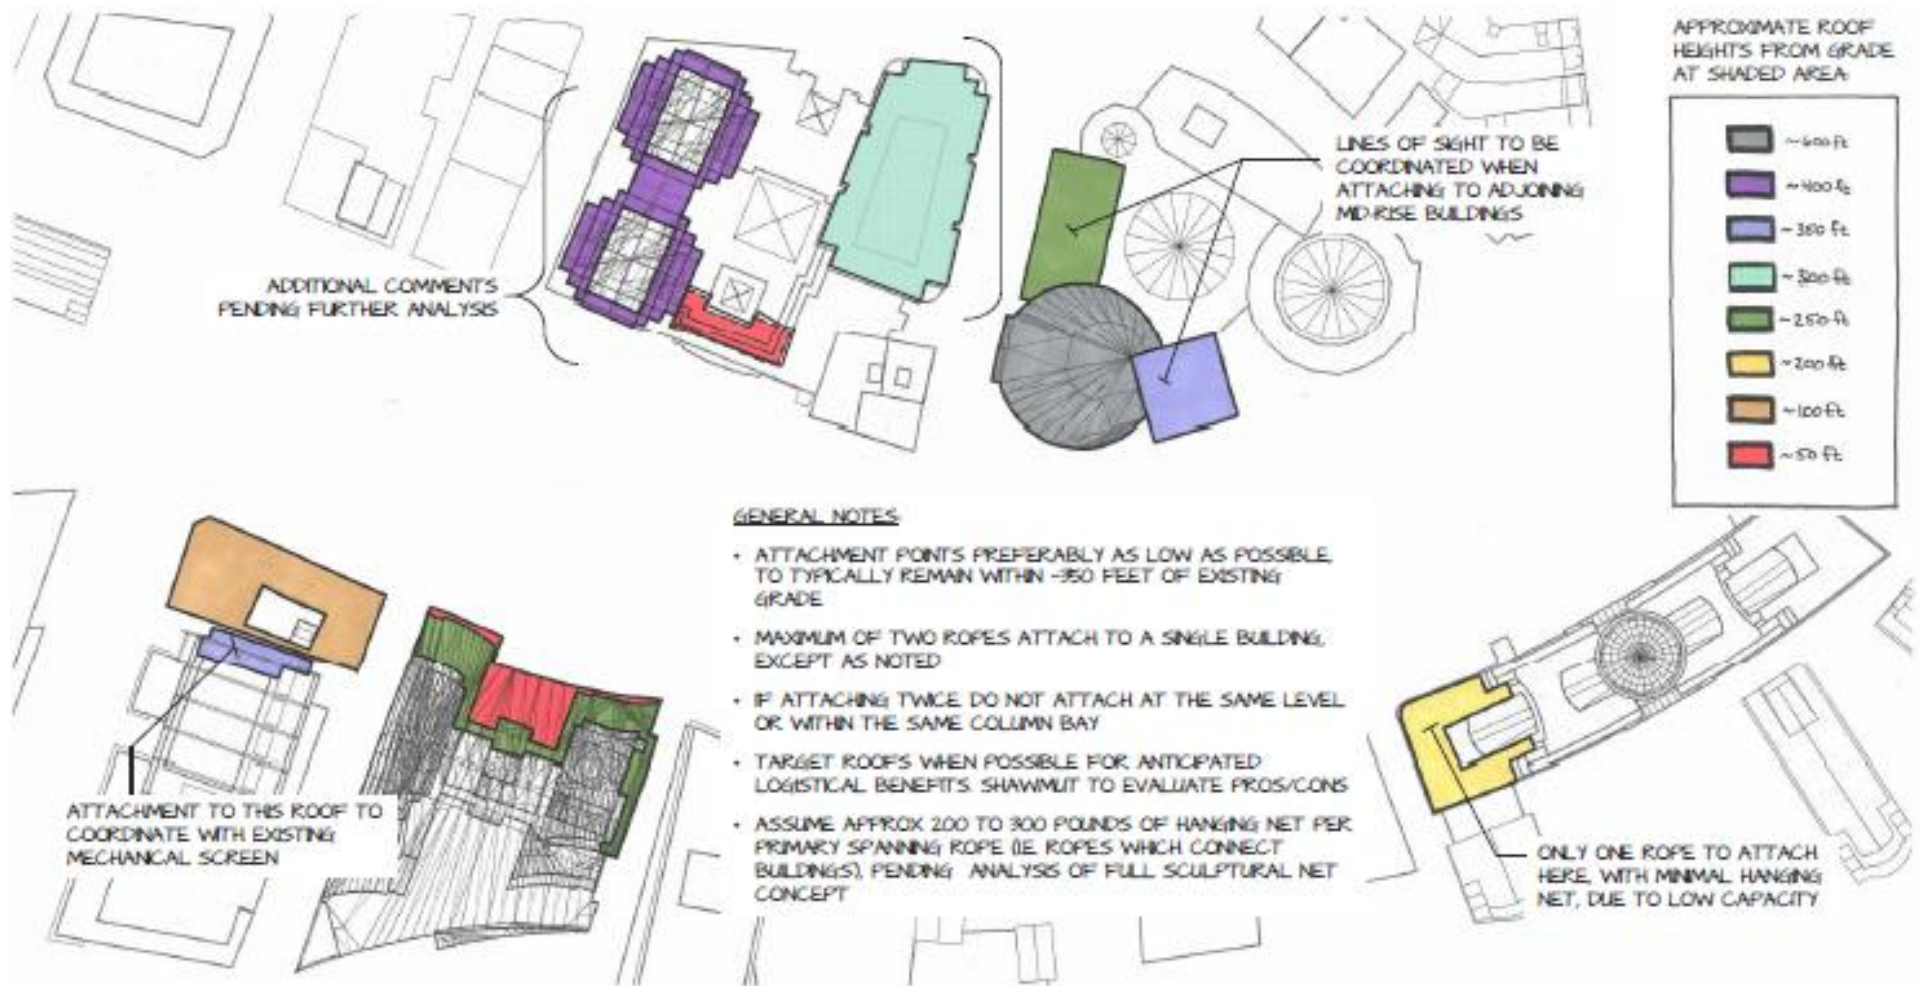 APPROXIMATE ROOF
HEIGHTS FROM GRADE
AT SHADED AREA:
~600 ft
~400 ft
~350 ft
~300 ft
~250 ft
~200 ft
~100 ft
~50 ft
LINES OF SIGHT TO BE
COORDINATED WHEN
ATTACHING TO ADJOINING
MID-RISE BUILDINGS
ADDITIONAL COMMENTS
PENDING FURTHER ANALYSIS
GENERAL NOTES:
• ATTACHMENT POINTS PREFERABLY AS LOW AS POSSIBLE,
TO TYPICALLY REMAIN WITHIN ~350 FEET OF EXISTING
GRADE
• MAXIMUM OF TWO ROPES ATTACH TO A SINGLE BUILDING,
EXCEPT AS NOTED
• IF ATTACHING TWICE DO NOT ATTACH AT THE SAME LEVEL
OR WITHIN THE SAME COLUMN BAY
• TARGET ROOFS WHEN POSSIBLE FOR ANTICIPATED
LOGISTICAL BENEFITS. SHAWMUT TO EVALUATE PROS/CONS
• ASSUME APPROX 200 TO 300 POUNDS OF HANGING NET PER
PRIMARY SPANNING ROPE (IE. ROPES WHICH CONNECT
BUILDINGS), PENDING ANALYSIS OF FULL SCULPTURAL NET
CONCEPT
ATTACHMENT TO THIS ROOF TO
COORDINATE WITH EXISTING
MECHANICAL SCREEN
ONLY ONE ROPE TO ATTACH
HERE, WITH MINIMAL HANGING
NET, DUE TO LOW CAPACITY